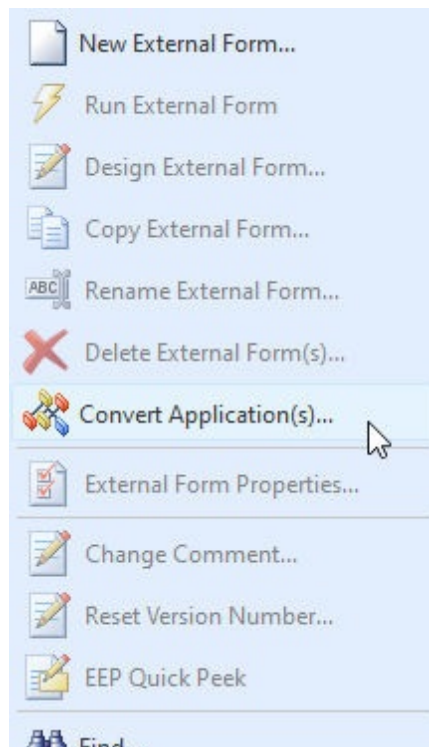 New External Form...
Run External Form
Design External Form...
Copy External Form...
ABC Rename External Form...
Delete External Form(s)...
Convert Application(s)...
External Form Properties...
Change Comment...
Reset Version Number...
EEP Quick Peek
Find...